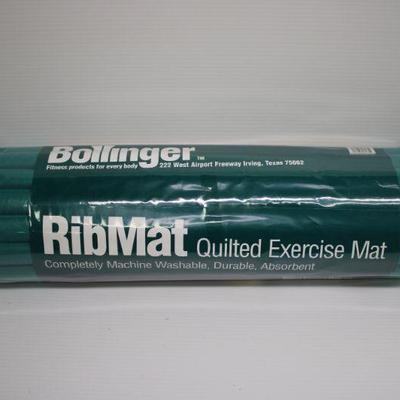 Bollinger™
Fitness products for every body 222 West Airport Freeway Irving, Texas 75062
RibMat Quilted Exercise Mat
Completely Machine Washable, Durable, Absorbent